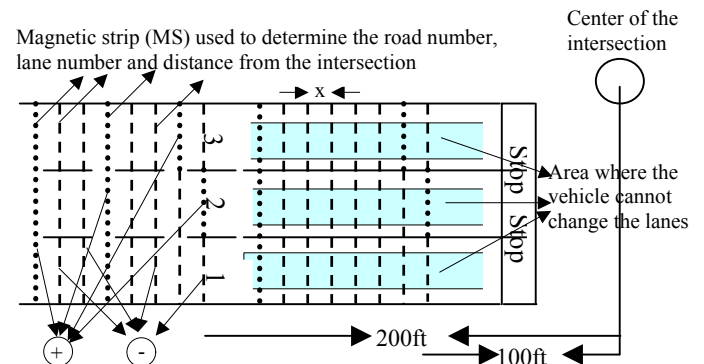 Center of the
intersection
Magnetic strip (MS) used to determine the road number,
lane number and distance from the intersection
x
3
2
1
Stop
Stop
Area where the
vehicle cannot
change the lanes
+
-
200ft
100ft